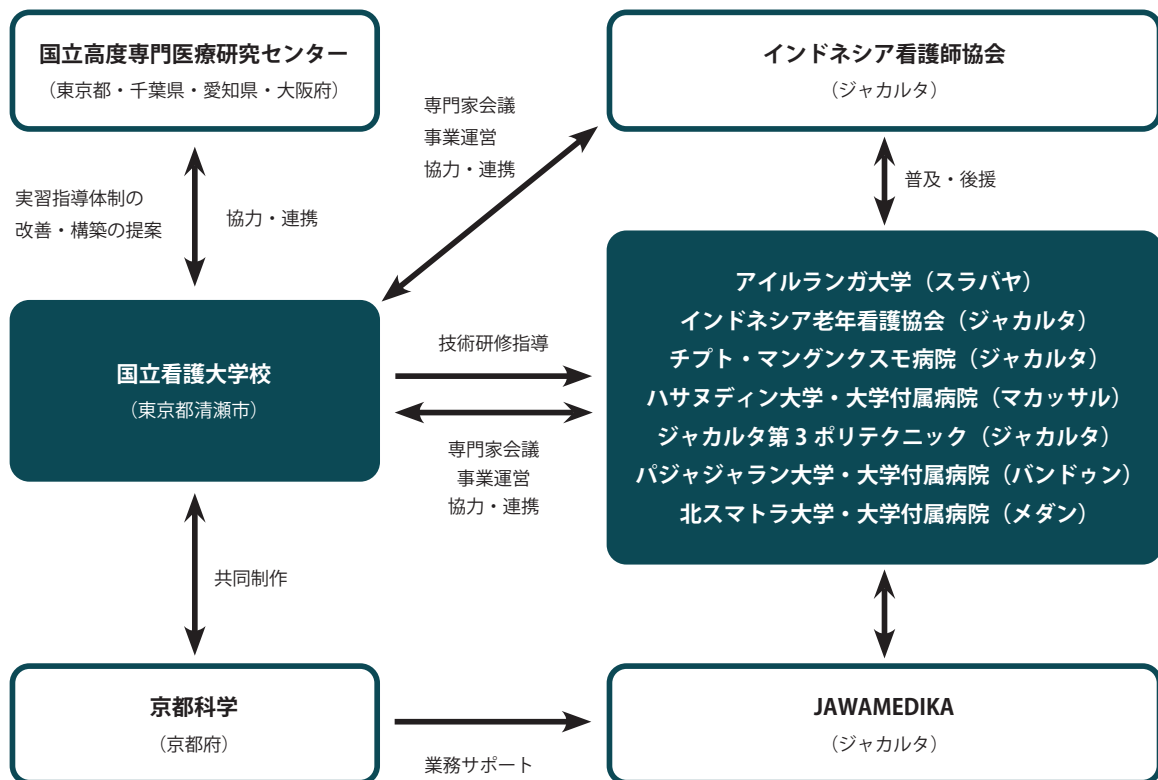 国立高度専門医療研究センター
（東京都・千葉県・愛知県・大阪府）
インドネシア看護師協会
（ジャカルタ）
専門家会議
事業運営
協力・連携
実習指導体制の
改善・構築の提案
協力・連携
普及・後援
国立看護大学校
（東京都清瀬市）
技術研修指導
専門家会議
事業運営
協力・連携
アイルランガ大学（スラバヤ）
インドネシア老年看護協会（ジャカルタ）
チプト・マングンクスモ病院（ジャカルタ）
ハサヌディン大学・大学付属病院（マカッサル）
ジャカルタ第 3 ポリテクニック（ジャカルタ）
パジャジャラン大学・大学付属病院（バンドゥン）
北スマトラ大学・大学付属病院（メダン）
共同制作
京都科学
（京都府）
業務サポート
JAWAMEDIKA
（ジャカルタ）